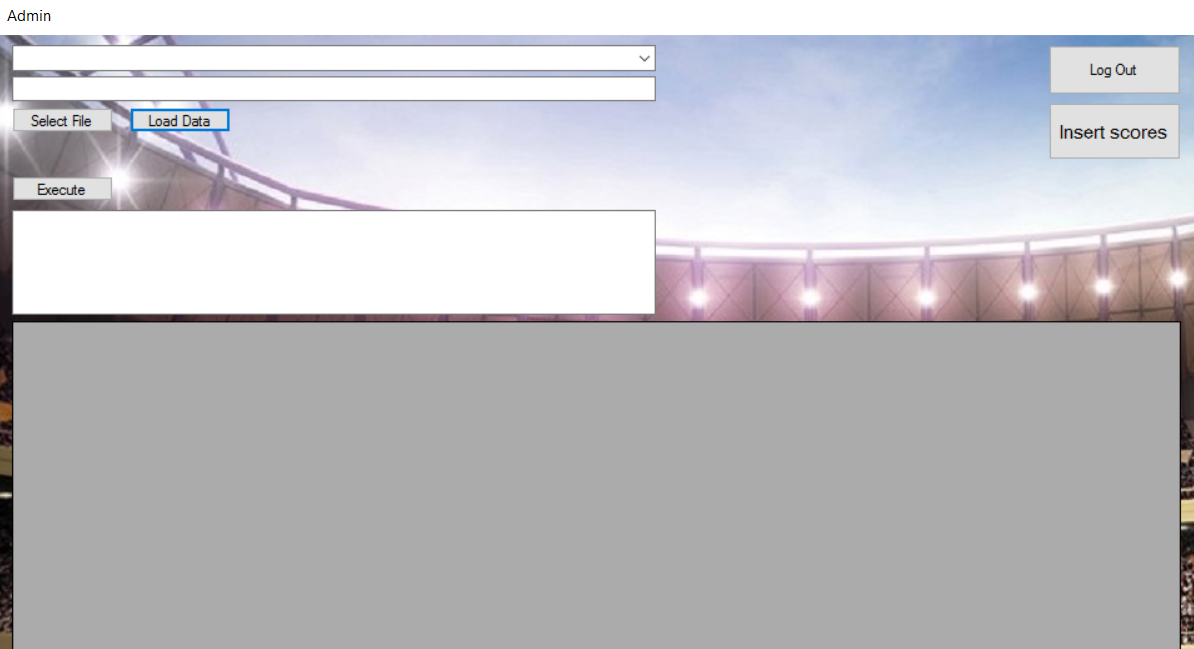 Admin
Log Out
Select File
Load Data
Insert scores
Execute